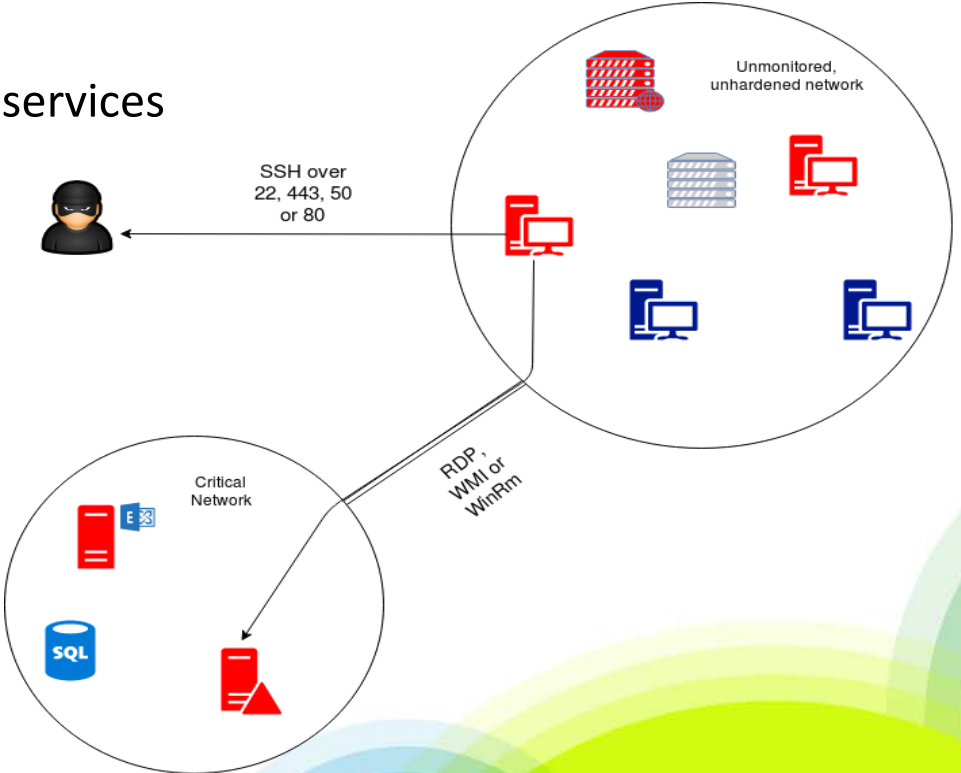 services
Unmonitored,
unhardened network
SSH over
22, 443, 50
or 80
RDP ,
WMI or
WinRm
Critical
Network
E
SQL